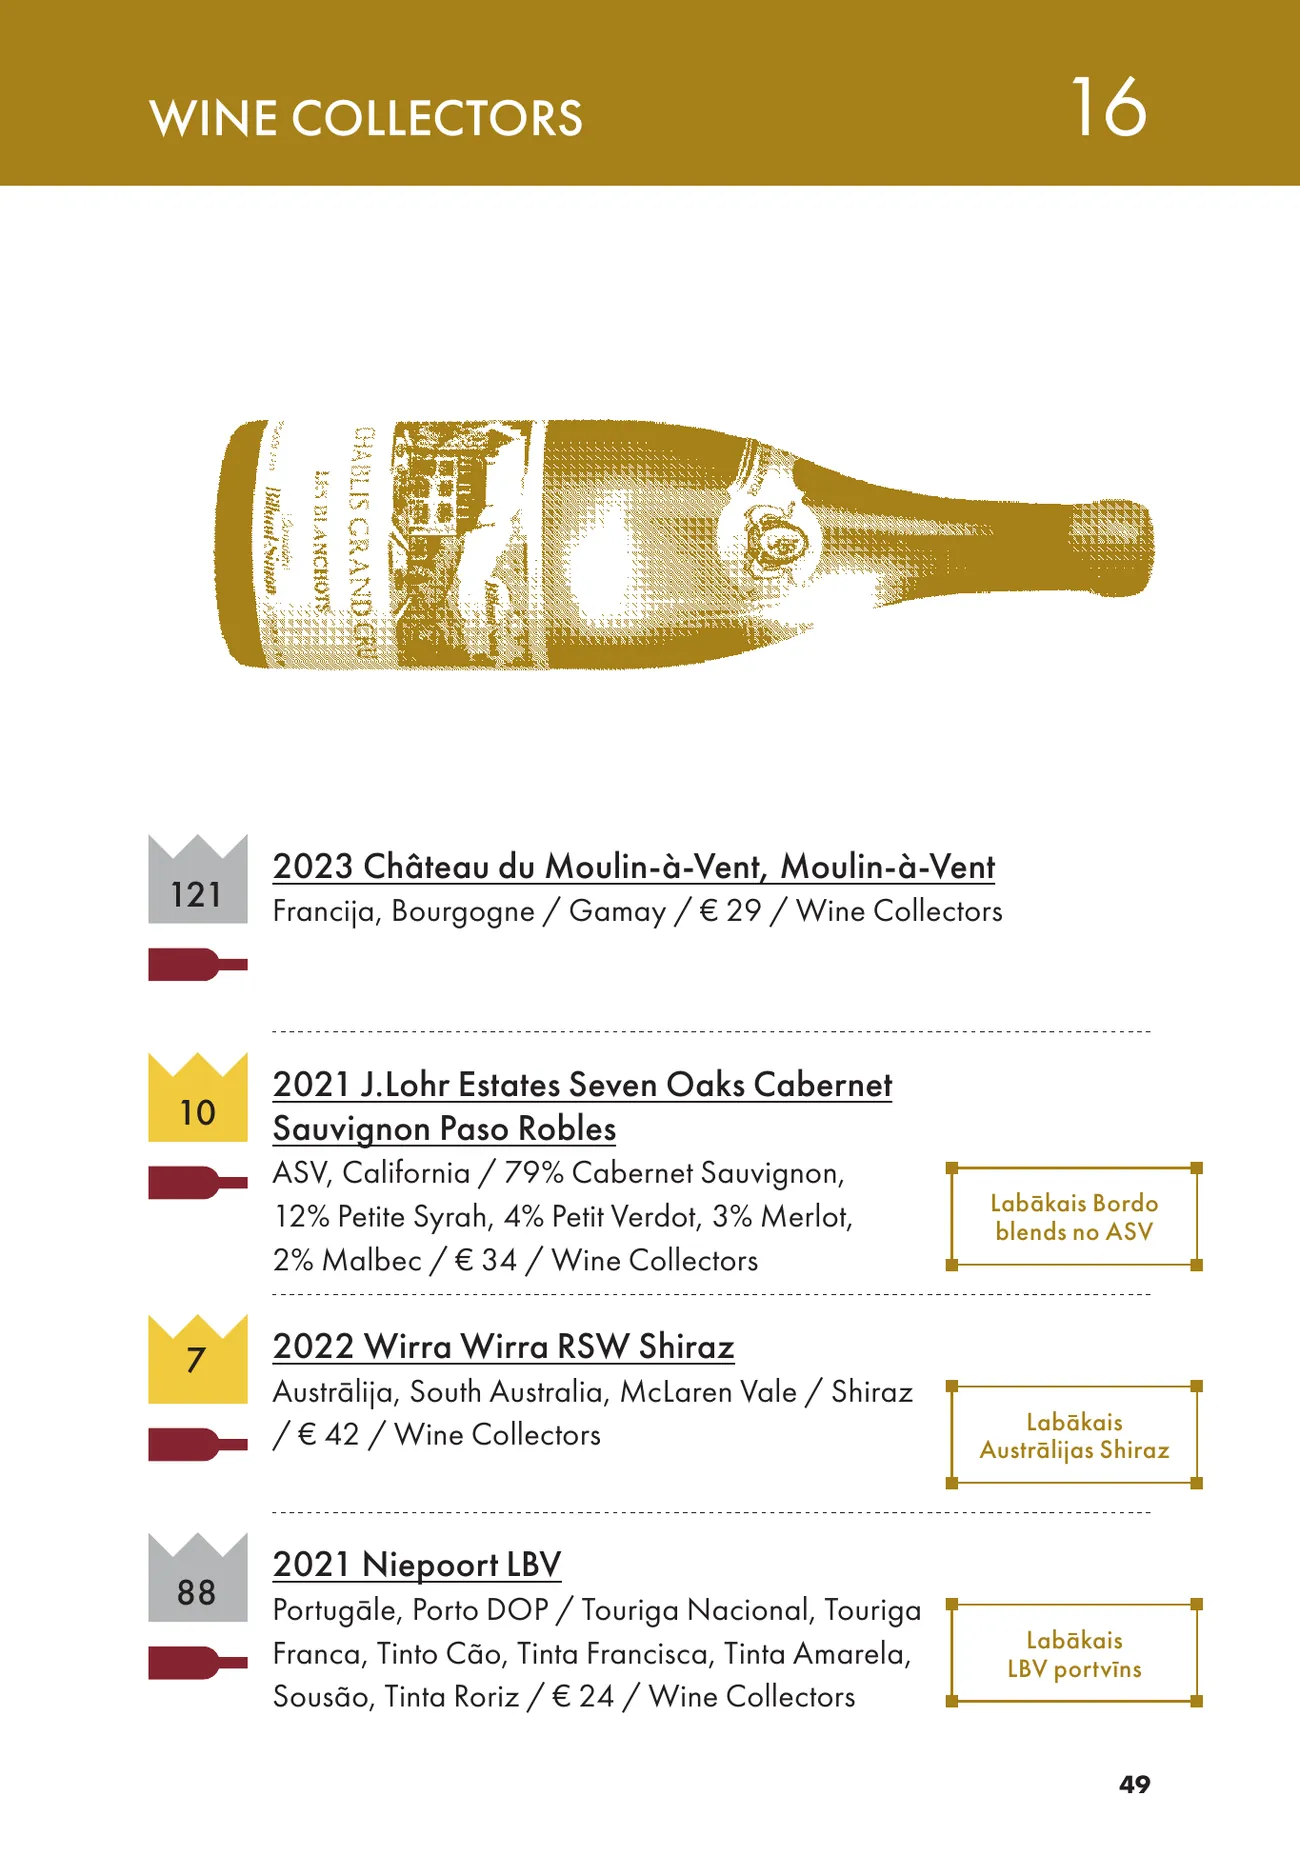 WINE COLLECTORS
16
CHABLIS GRAND CRU
LES BLANCHOTS
Billaud-Simon
121
2023 Château du Moulin-à-Vent, Moulin-à-Vent
Francija, Bourgogne / Gamay / € 29 / Wine Collectors
10
2021 J.Lohr Estates Seven Oaks Cabernet
Sauvignon Paso Robles
ASV, California / 79% Cabernet Sauvignon,
12% Petite Syrah, 4% Petit Verdot, 3% Merlot,
2% Malbec / € 34 / Wine Collectors
Labākais Bordo
blends no ASV
7
2022 Wirra Wirra RSW Shiraz
Austrālija, South Australia, McLaren Vale / Shiraz
/ € 42 / Wine Collectors
Labākais
Austrālijas Shiraz
88
2021 Niepoort LBV
Portugāle, Porto DOP / Touriga Nacional, Touriga
Franca, Tinto Cão, Tinta Francisca, Tinta Amarela,
Sousão, Tinta Roriz / € 24 / Wine Collectors
Labākais
LBV portvīns
49